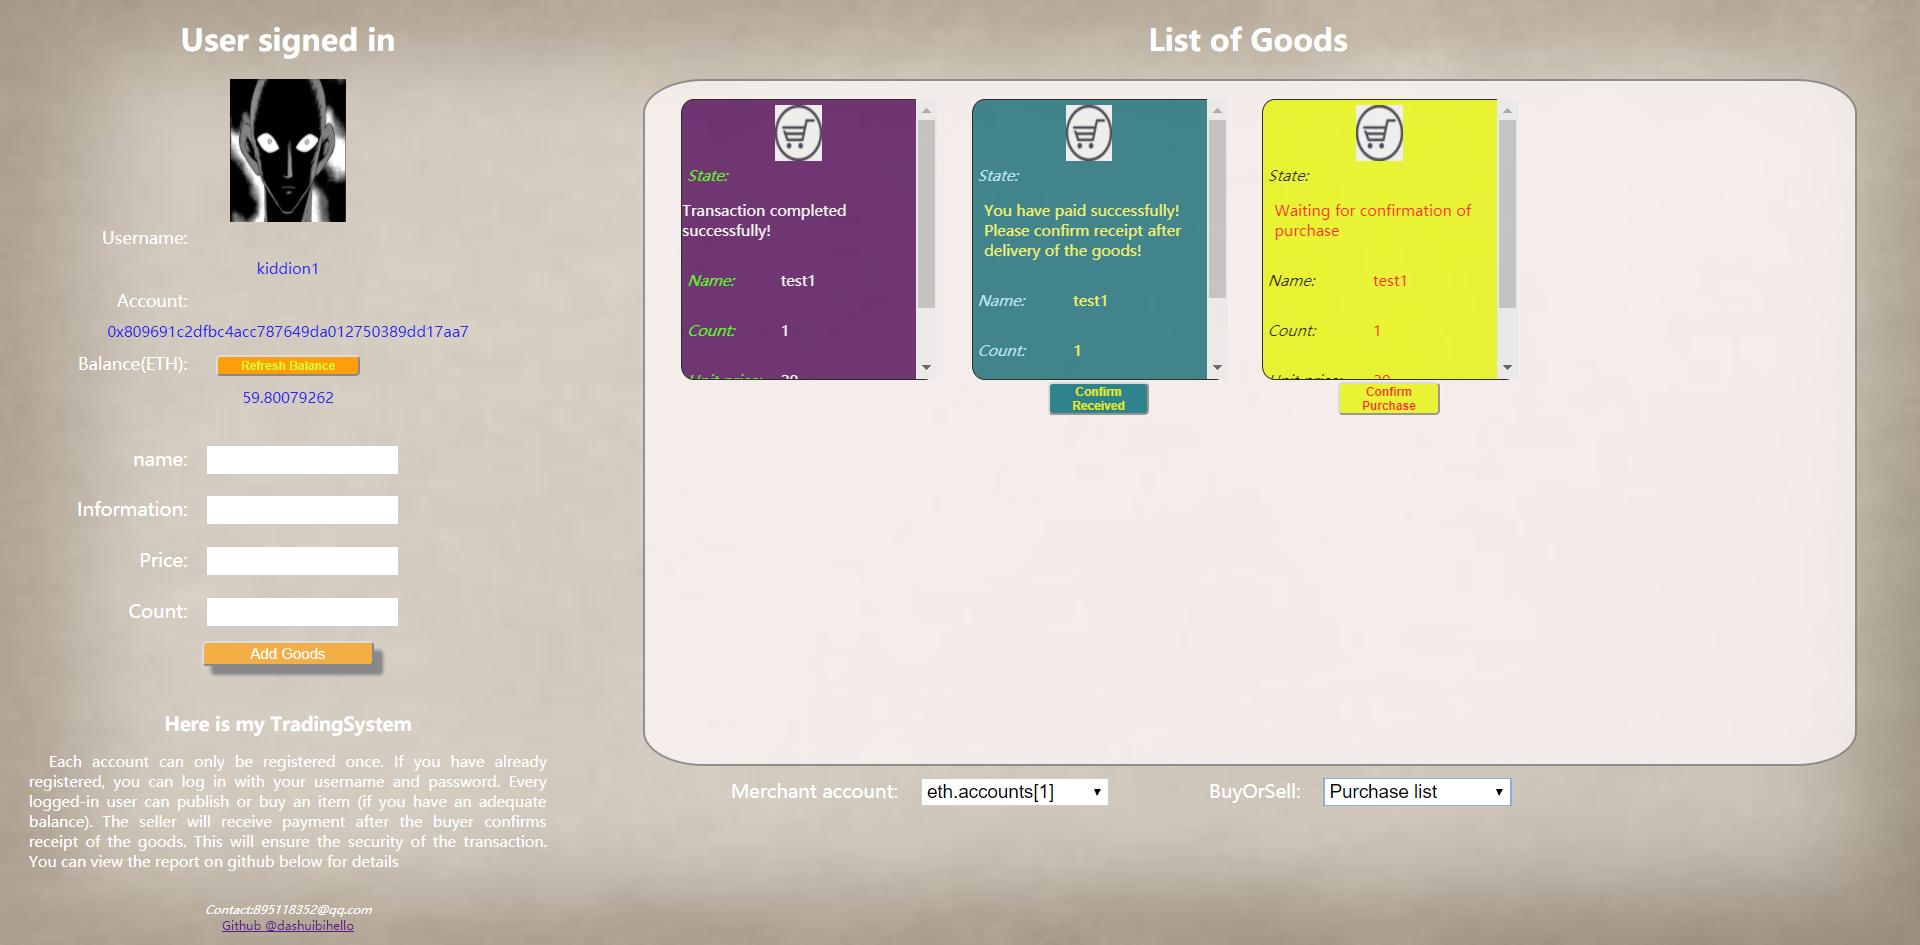 User signed in
Username:
kiddion1
Account:
0x809691c2dfbc4acc787649da012750389dd17aa7
Balance(ETH):
Refresh Balance
59.80079262
name:
Information:
Price:
Count:
Add Goods
Here is my TradingSystem
Each account can only be registered once. If you have already
registered, you can log in with your username and password. Every
logged-in user can publish or buy an item (if you have an adequate
balance). The seller will receive payment after the buyer confirms
receipt of the goods. This will ensure the security of the transaction.
You can view the report on github below for details
Contact:895118352@qq.com
Github @dashuibihello
List of Goods
State:
Transaction completed
successfully!
Name: test1
Count: 1
Unit price: 20
State:
You have paid successfully!
Please confirm receipt after
delivery of the goods!
Name: test1
Count: 1
Confirm
Received
State:
Waiting for confirmation of
purchase
Name: test1
Count: 1
Unit price: 20
Confirm
Purchase
Merchant account: eth.accounts[1]
BuyOrSell: Purchase list